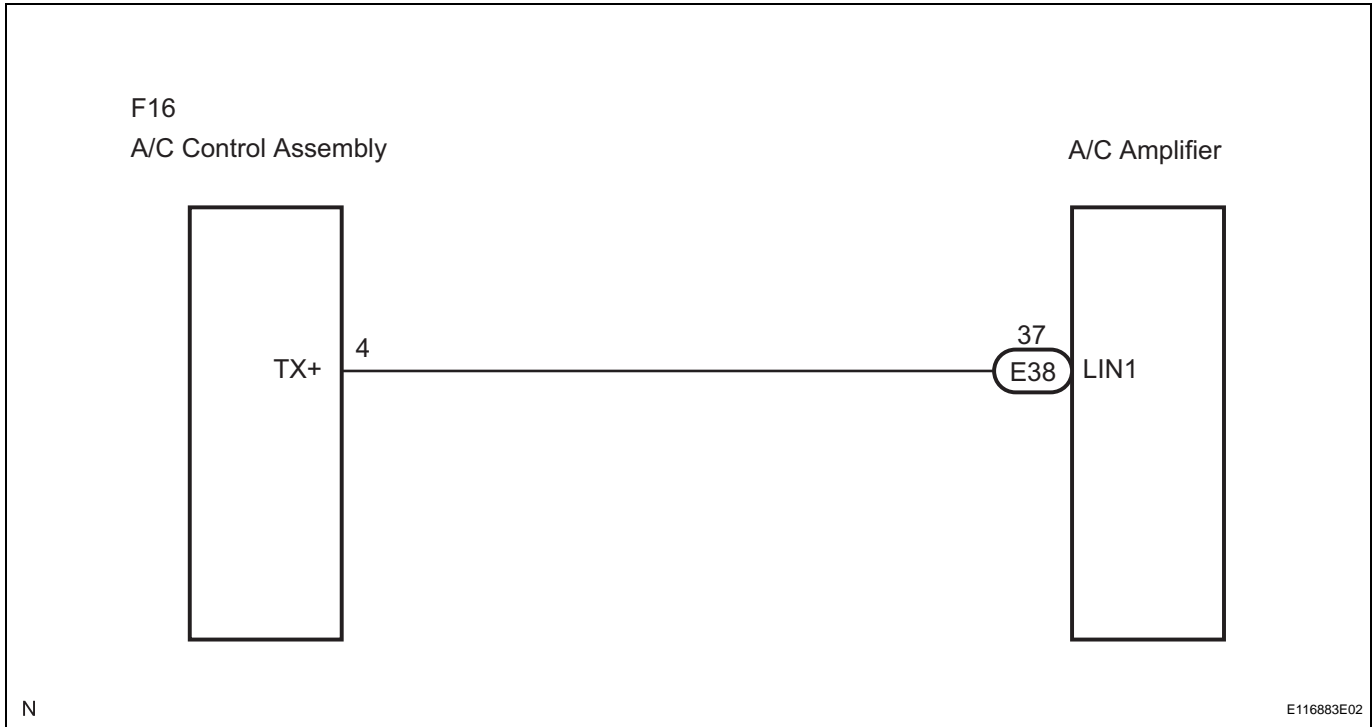 F16
A/C Control Assembly
A/C Amplifier
TX+
4
37
E38
LIN1
N
E116883E02